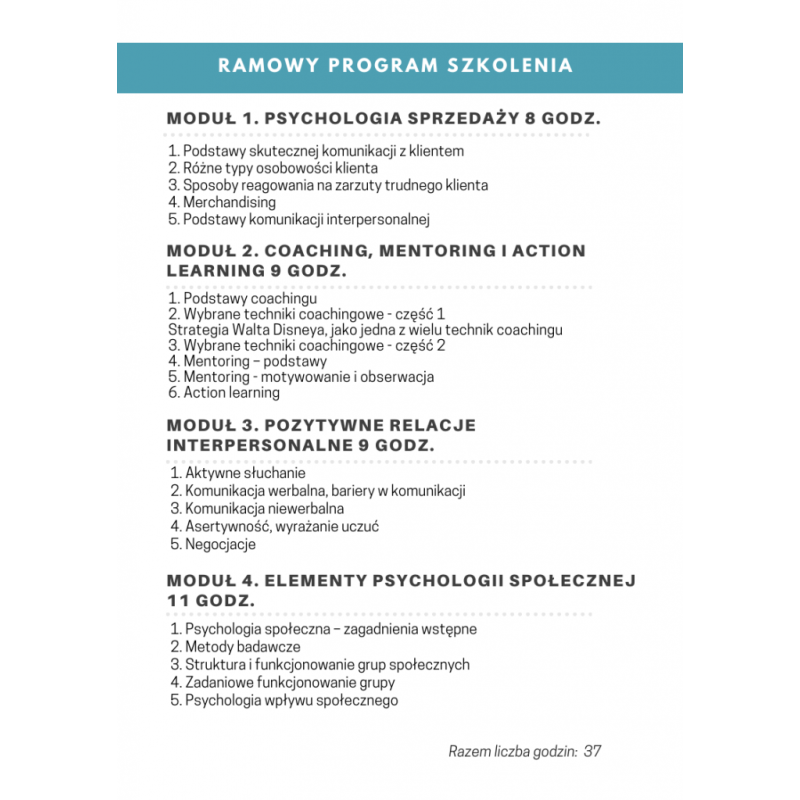 RAMOWY PROGRAM SZKOLENIA
MODUŁ 1. PSYCHOLOGIA SPRZEDAŻY 8 GODZ.
1. Podstawy skutecznej komunikacji z klientem
2. Różne typy osobowości klienta
3. Sposoby reagowania na zarzuty trudnego klienta
4. Merchandising
5. Podstawy komunikacji interpersonalnej
MODUŁ 2. COACHING, MENTORING I ACTION
LEARNING 9 GODZ.
1. Podstawy coachingu
2. Wybrane techniki coachingowe - część 1
Strategia Walta Disneya, jako jedna z wielu technik coachingu
3. Wybrane techniki coachingowe - część 2
4. Mentoring – podstawy
5. Mentoring - motywowanie i obserwacja
6. Action learning
MODUŁ 3. POZYTYWNE RELACJE
INTERPERSONALNE 9 GODZ.
1. Aktywne słuchanie
2. Komunikacja werbalna, bariery w komunikacji
3. Komunikacja niewerbalna
4. Asertywność, wyrażanie uczuć
5. Negocjacje
MODUŁ 4. ELEMENTY PSYCHOLOGII SPOŁECZNEJ
11 GODZ.
1. Psychologia społeczna – zagadnienia wstępne
2. Metody badawcze
3. Struktura i funkcjonowanie grup społecznych
4. Zadaniowe funkcjonowanie grupy
5. Psychologia wpływu społecznego
Razem liczba godzin: 37